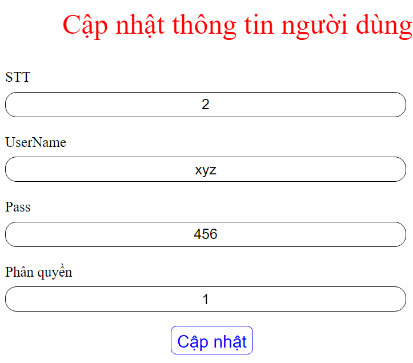 Cập nhật thông tin người dùng
STT
2
UserName
xyz
Pass
456
Phân quyền
1
Cập nhật